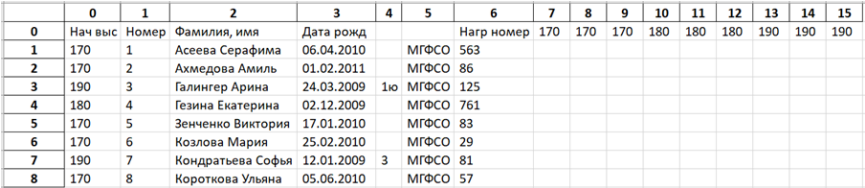 0 1 2 3 4 5 6 7 8 9 10 11 12 13 14 15
0 Нач выс Номер Фамилия, имя Дата рожд Нагр номер 170 170 170 180 180 180 190 190 190
1 170 1 Асеева Серафима 06.04.2010 МГФСО 563
2 170 2 Ахмедова Амиль 01.02.2011 МГФСО 86
3 190 3 Галингер Арина 24.03.2009 1ю МГФСО 125
4 180 4 Гезина Екатерина 02.12.2009 МГФСО 761
5 170 5 Зенченко Виктория 17.01.2010 МГФСО 83
6 170 6 Козлова Мария 25.02.2010 МГФСО 29
7 190 7 Кондратьева Софья 12.01.2009 3 МГФСО 81
8 170 8 Короткова Ульяна 05.06.2010 МГФСО 57